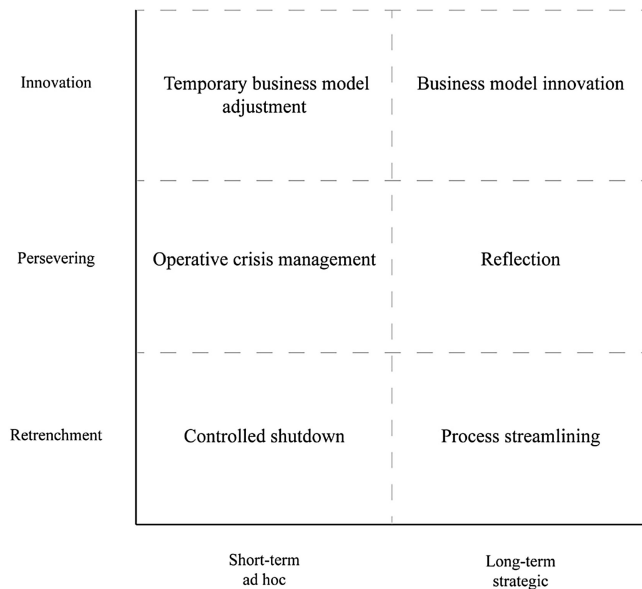 Innovation
Temporary business model
adjustment
Business model innovation
Persevering
Operative crisis management
Reflection
Retrenchment
Controlled shutdown
Process streamlining
Short-term
ad hoc
Long-term
strategic